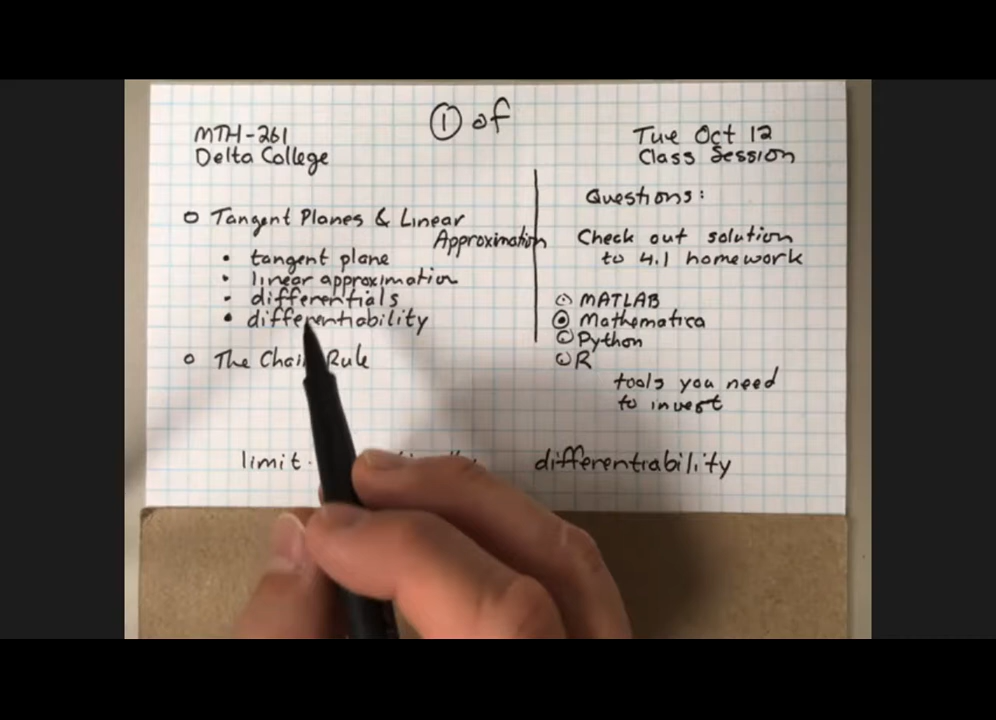 ① of
MTH-261
Delta College
Tue Oct 12
Class Session
o Tangent Planes & Linear
Approximation
• tangent plane
• linear approximation
• differentials
• differentiability
o The Chain Rule
Questions:
Check out solution
to 4.1 homework
MATLAB
Mathematica
Python
R
tools you need
to invest
limit differentiability